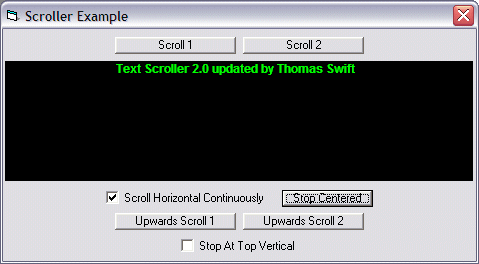 Scroller Example
Scroll 1 Scroll 2
Text Scroller 2.0 updated by Thomas Swift
Scroll Horizontal Continuously Stop Centered
Upwards Scroll 1 Upwards Scroll 2
Stop At Top Vertical